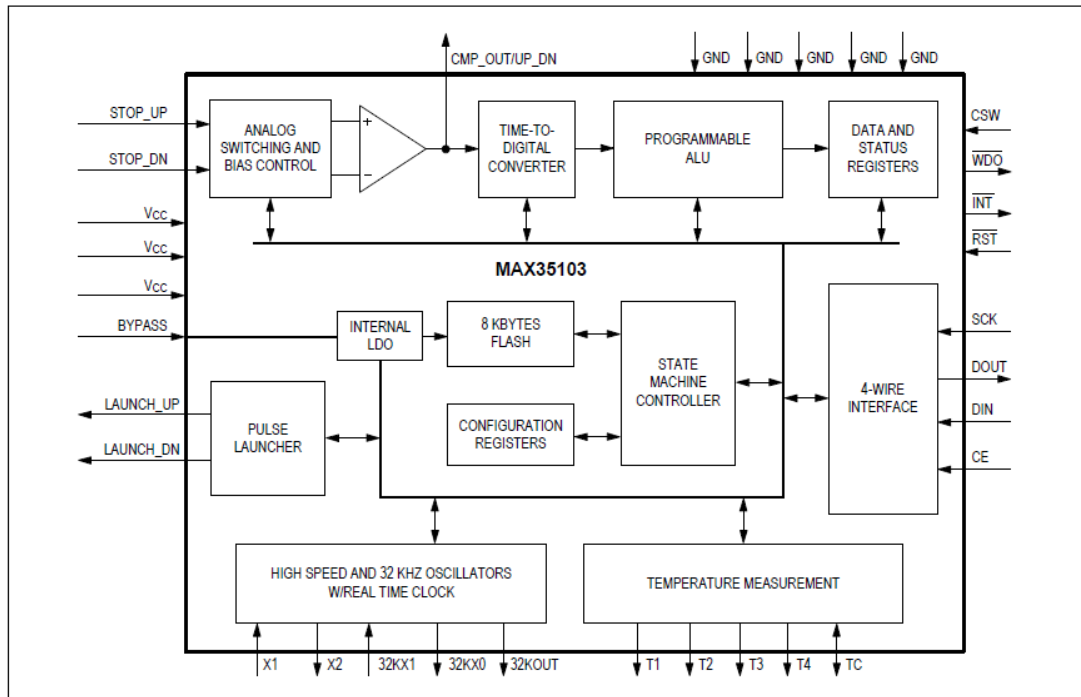 CMP_OUT/UP_DN
GND
GND
GND
GND
GND
STOP_UP
STOP_DN
VCC
VCC
VCC
BYPASS
LAUNCH_UP
LAUNCH_DN
ANALOG
SWITCHING AND
BIAS CONTROL
+
−
TIME-TO-
DIGITAL
CONVERTER
PROGRAMMABLE
ALU
DATA AND
STATUS
REGISTERS
CSW
WDO
INT
RST
MAX35103
INTERNAL
LDO
8 KBYTES
FLASH
STATE
MACHINE
CONTROLLER
CONFIGURATION
REGISTERS
PULSE
LAUNCHER
4-WIRE
INTERFACE
SCK
DOUT
DIN
CE
HIGH SPEED AND 32 KHZ OSCILLATORS
W/REAL TIME CLOCK
TEMPERATURE MEASUREMENT
X1
X2
32KX1
32KX0
32KOUT
T1
T2
T3
T4
TC